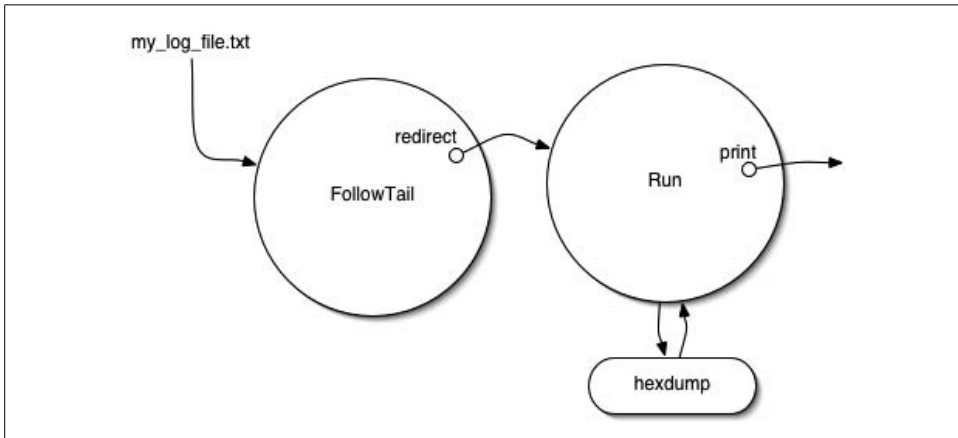 my_log_file.txt
redirect
FollowTail
print
Run
hexdump